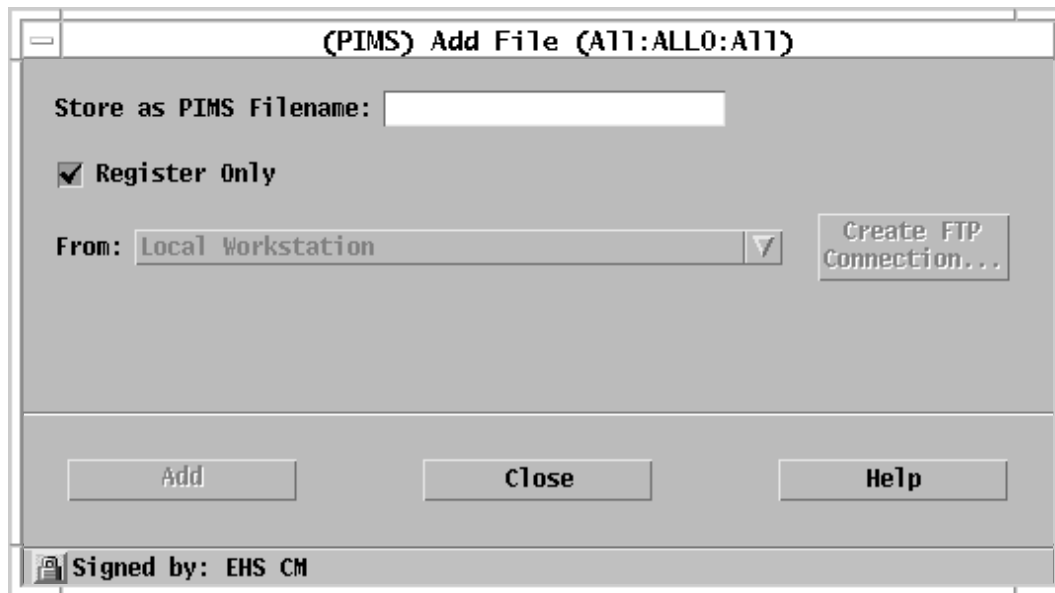 (PIMS) Add File (All:ALLO:All)
Store as PIMS Filename:
Register Only
From: Local Workstation
Create FTP
Connection...
Add Close Help
Signed by: EHS CM